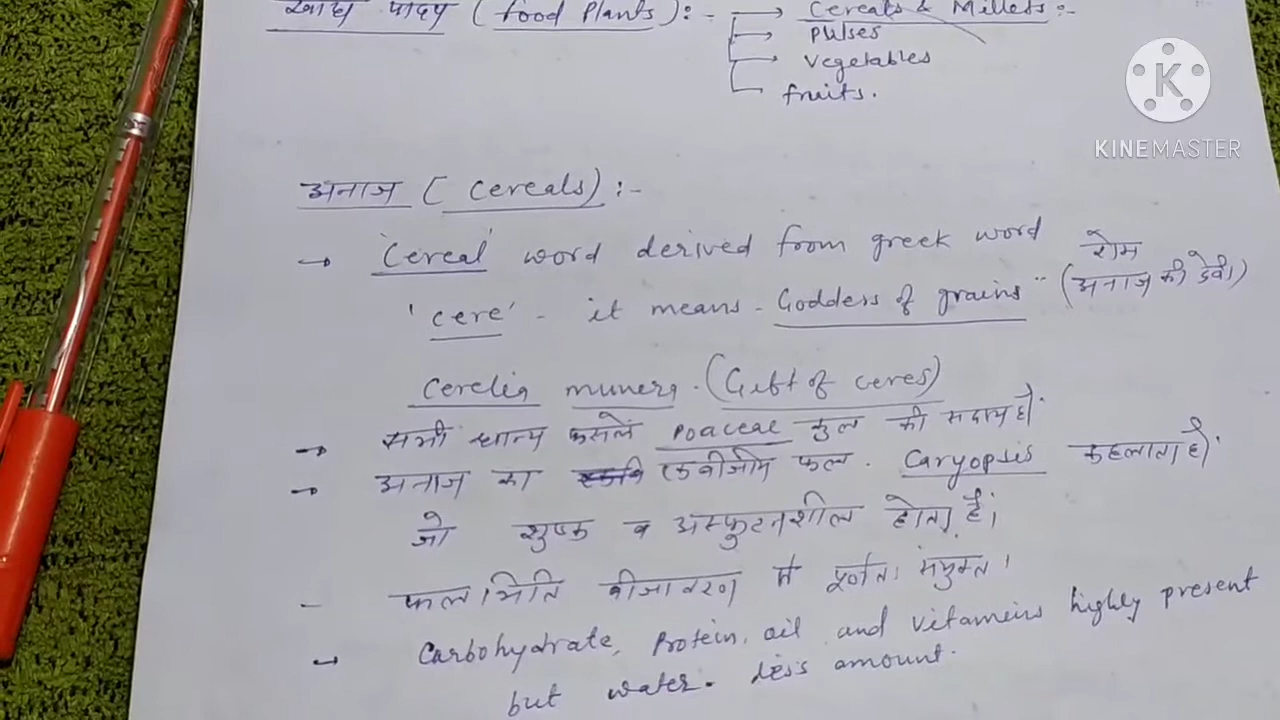 खाद्य पादप (food Plants) :- → Cereals & Millets :-
→ Pulses
→ Vegetables
fruits.
K
KINEMASTER
अनाज (Cereals) :-
→ 'Cereal' word derived from greek word
'cere' - it means - Goddess of grains" (रोम अनाज की देवी)
Cerelia munera. (Gift of ceres)
→ सभी धान्य फसलें Poaceae कुल की सदस्य है।
→ अनाज का एकबीजीय फल. Caryopsis कहलाता है।
जो शुष्क व अस्फुटनशील होता है।
- फलभित्ति बीजावरण से पूर्णतः संयुक्त।
→ Carbohydrate, Protein, oil and vitamins highly present
but water. less amount.